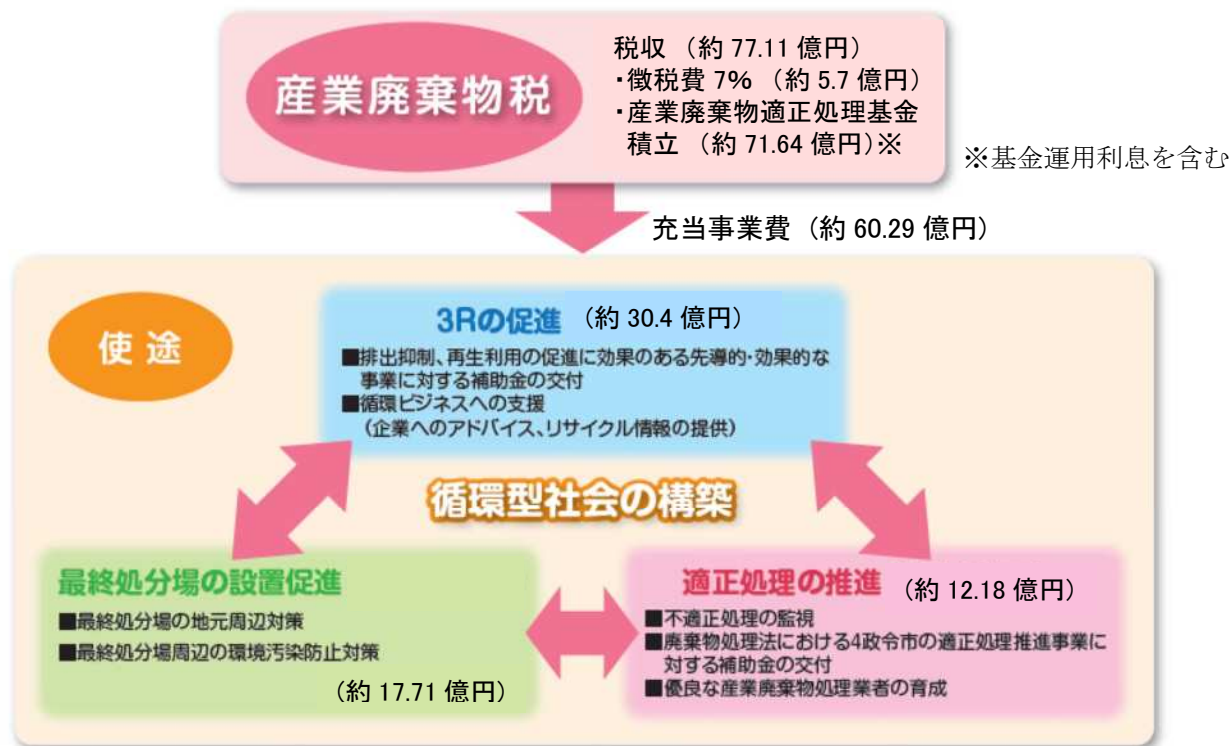 産業廃棄物税
税収 (約 77.11 億円)
・徴税費 7% (約 5.7 億円)
・産業廃棄物適正処理基金
積立 (約 71.64 億円)※
※基金運用利息を含む
充当事業費 (約 60.29 億円)
使途
3Rの促進 (約 30.4 億円)
■排出抑制、再生利用の促進に効果のある先導的・効果的な
事業に対する補助金の交付
■循環ビジネスへの支援
(企業へのアドバイス、リサイクル情報の提供)
循環型社会の構築
最終処分場の設置促進
■最終処分場の地元周辺対策
■最終処分場周辺の環境汚染防止対策
(約 17.71 億円)
適正処理の推進 (約 12.18 億円)
■不適正処理の監視
■廃棄物処理法における4政令市の適正処理推進事業に
対する補助金の交付
■優良な産業廃棄物処理業者の育成